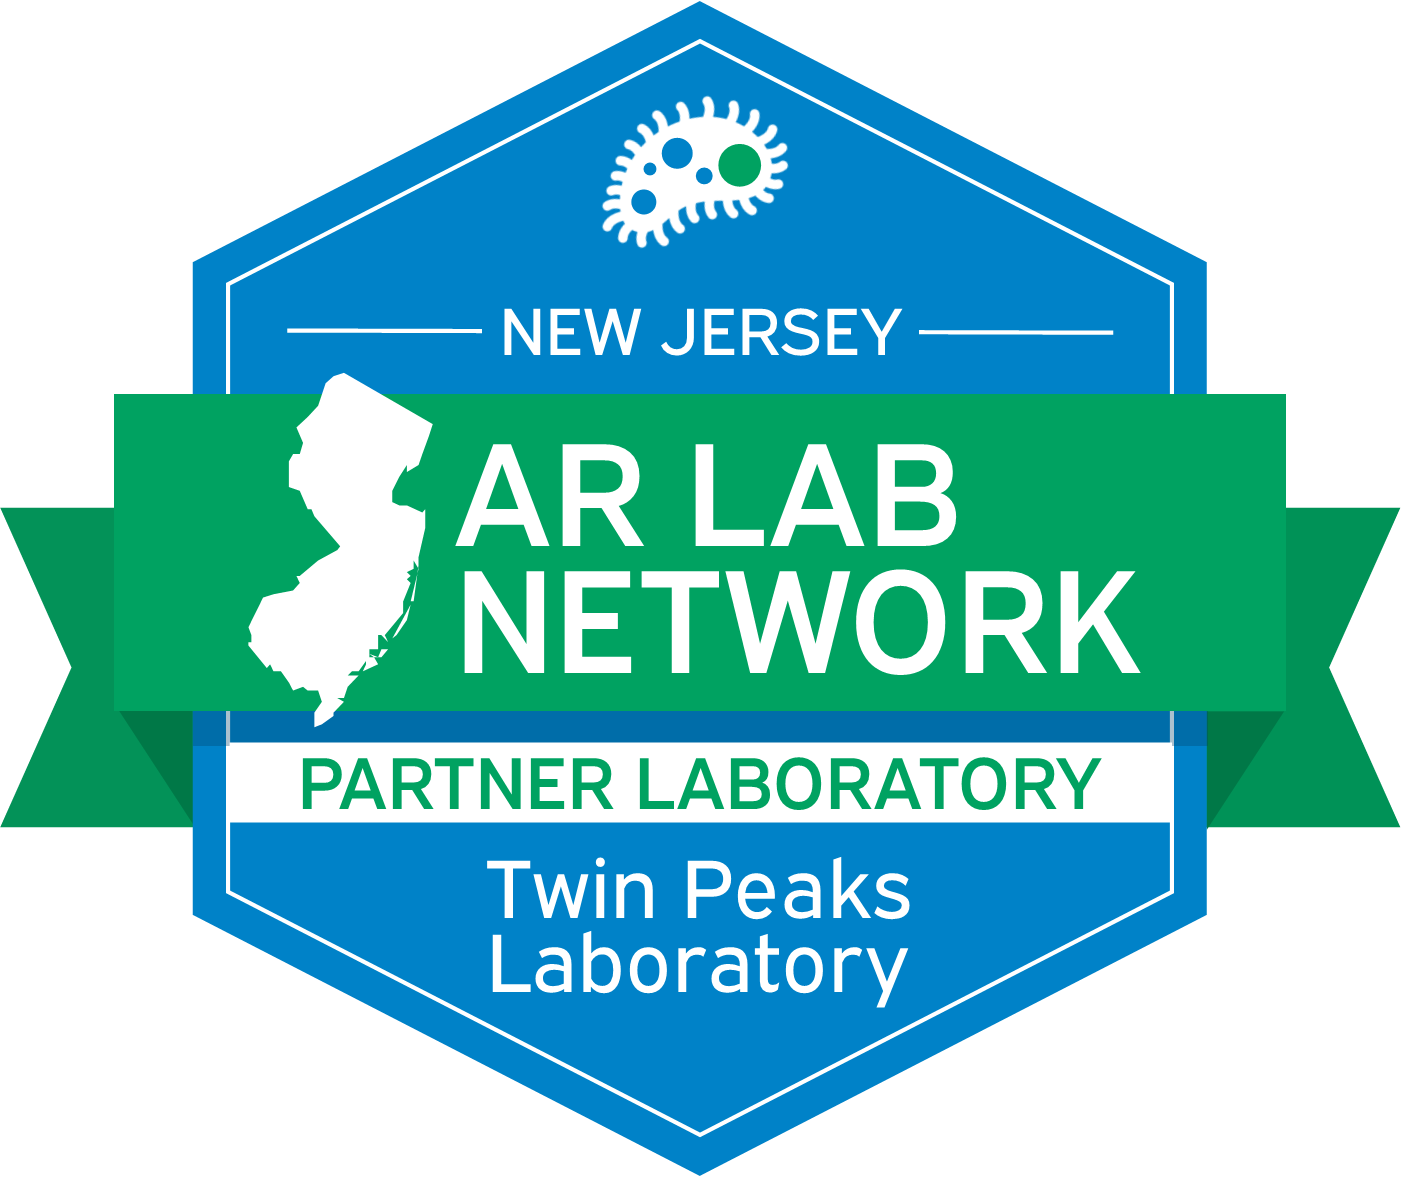 NEW JERSEY
AR LAB
NETWORK
PARTNER LABORATORY
Twin Peaks
Laboratory